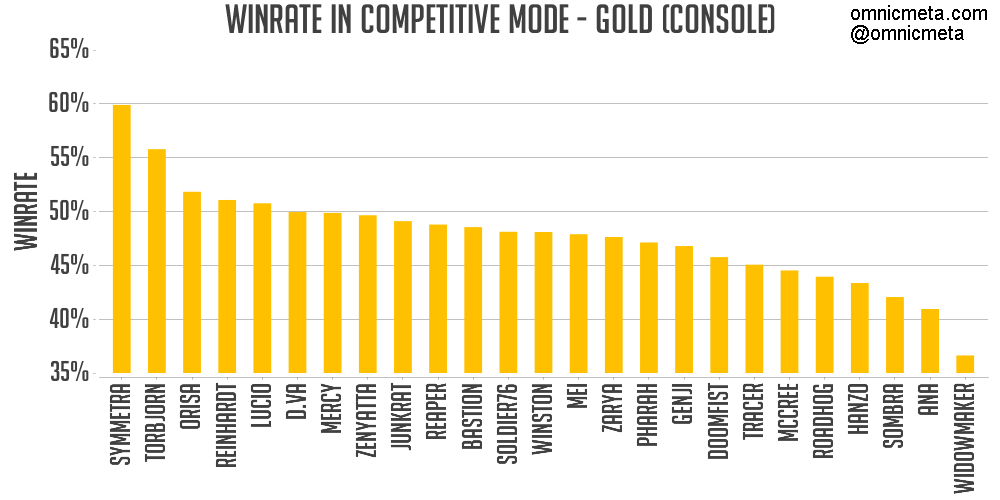 WINRATE IN COMPETITIVE MODE - GOLD (CONSOLE)
omnicmeta.com
@omnicmeta
65%
60%
55%
50%
45%
40%
35%
WINRATE
SYMMETRA
TORBJORN
ORISA
REINHARDT
LUCIO
D.VA
MERCY
ZENYATTA
JUNKRAT
REAPER
BASTION
SOLDIER76
WINSTON
MEI
ZARYA
PHARAH
GENJI
DOOMFIST
TRACER
MCCREE
ROADHOG
HANZO
SOMBRA
ANA
WIDOWMAKER